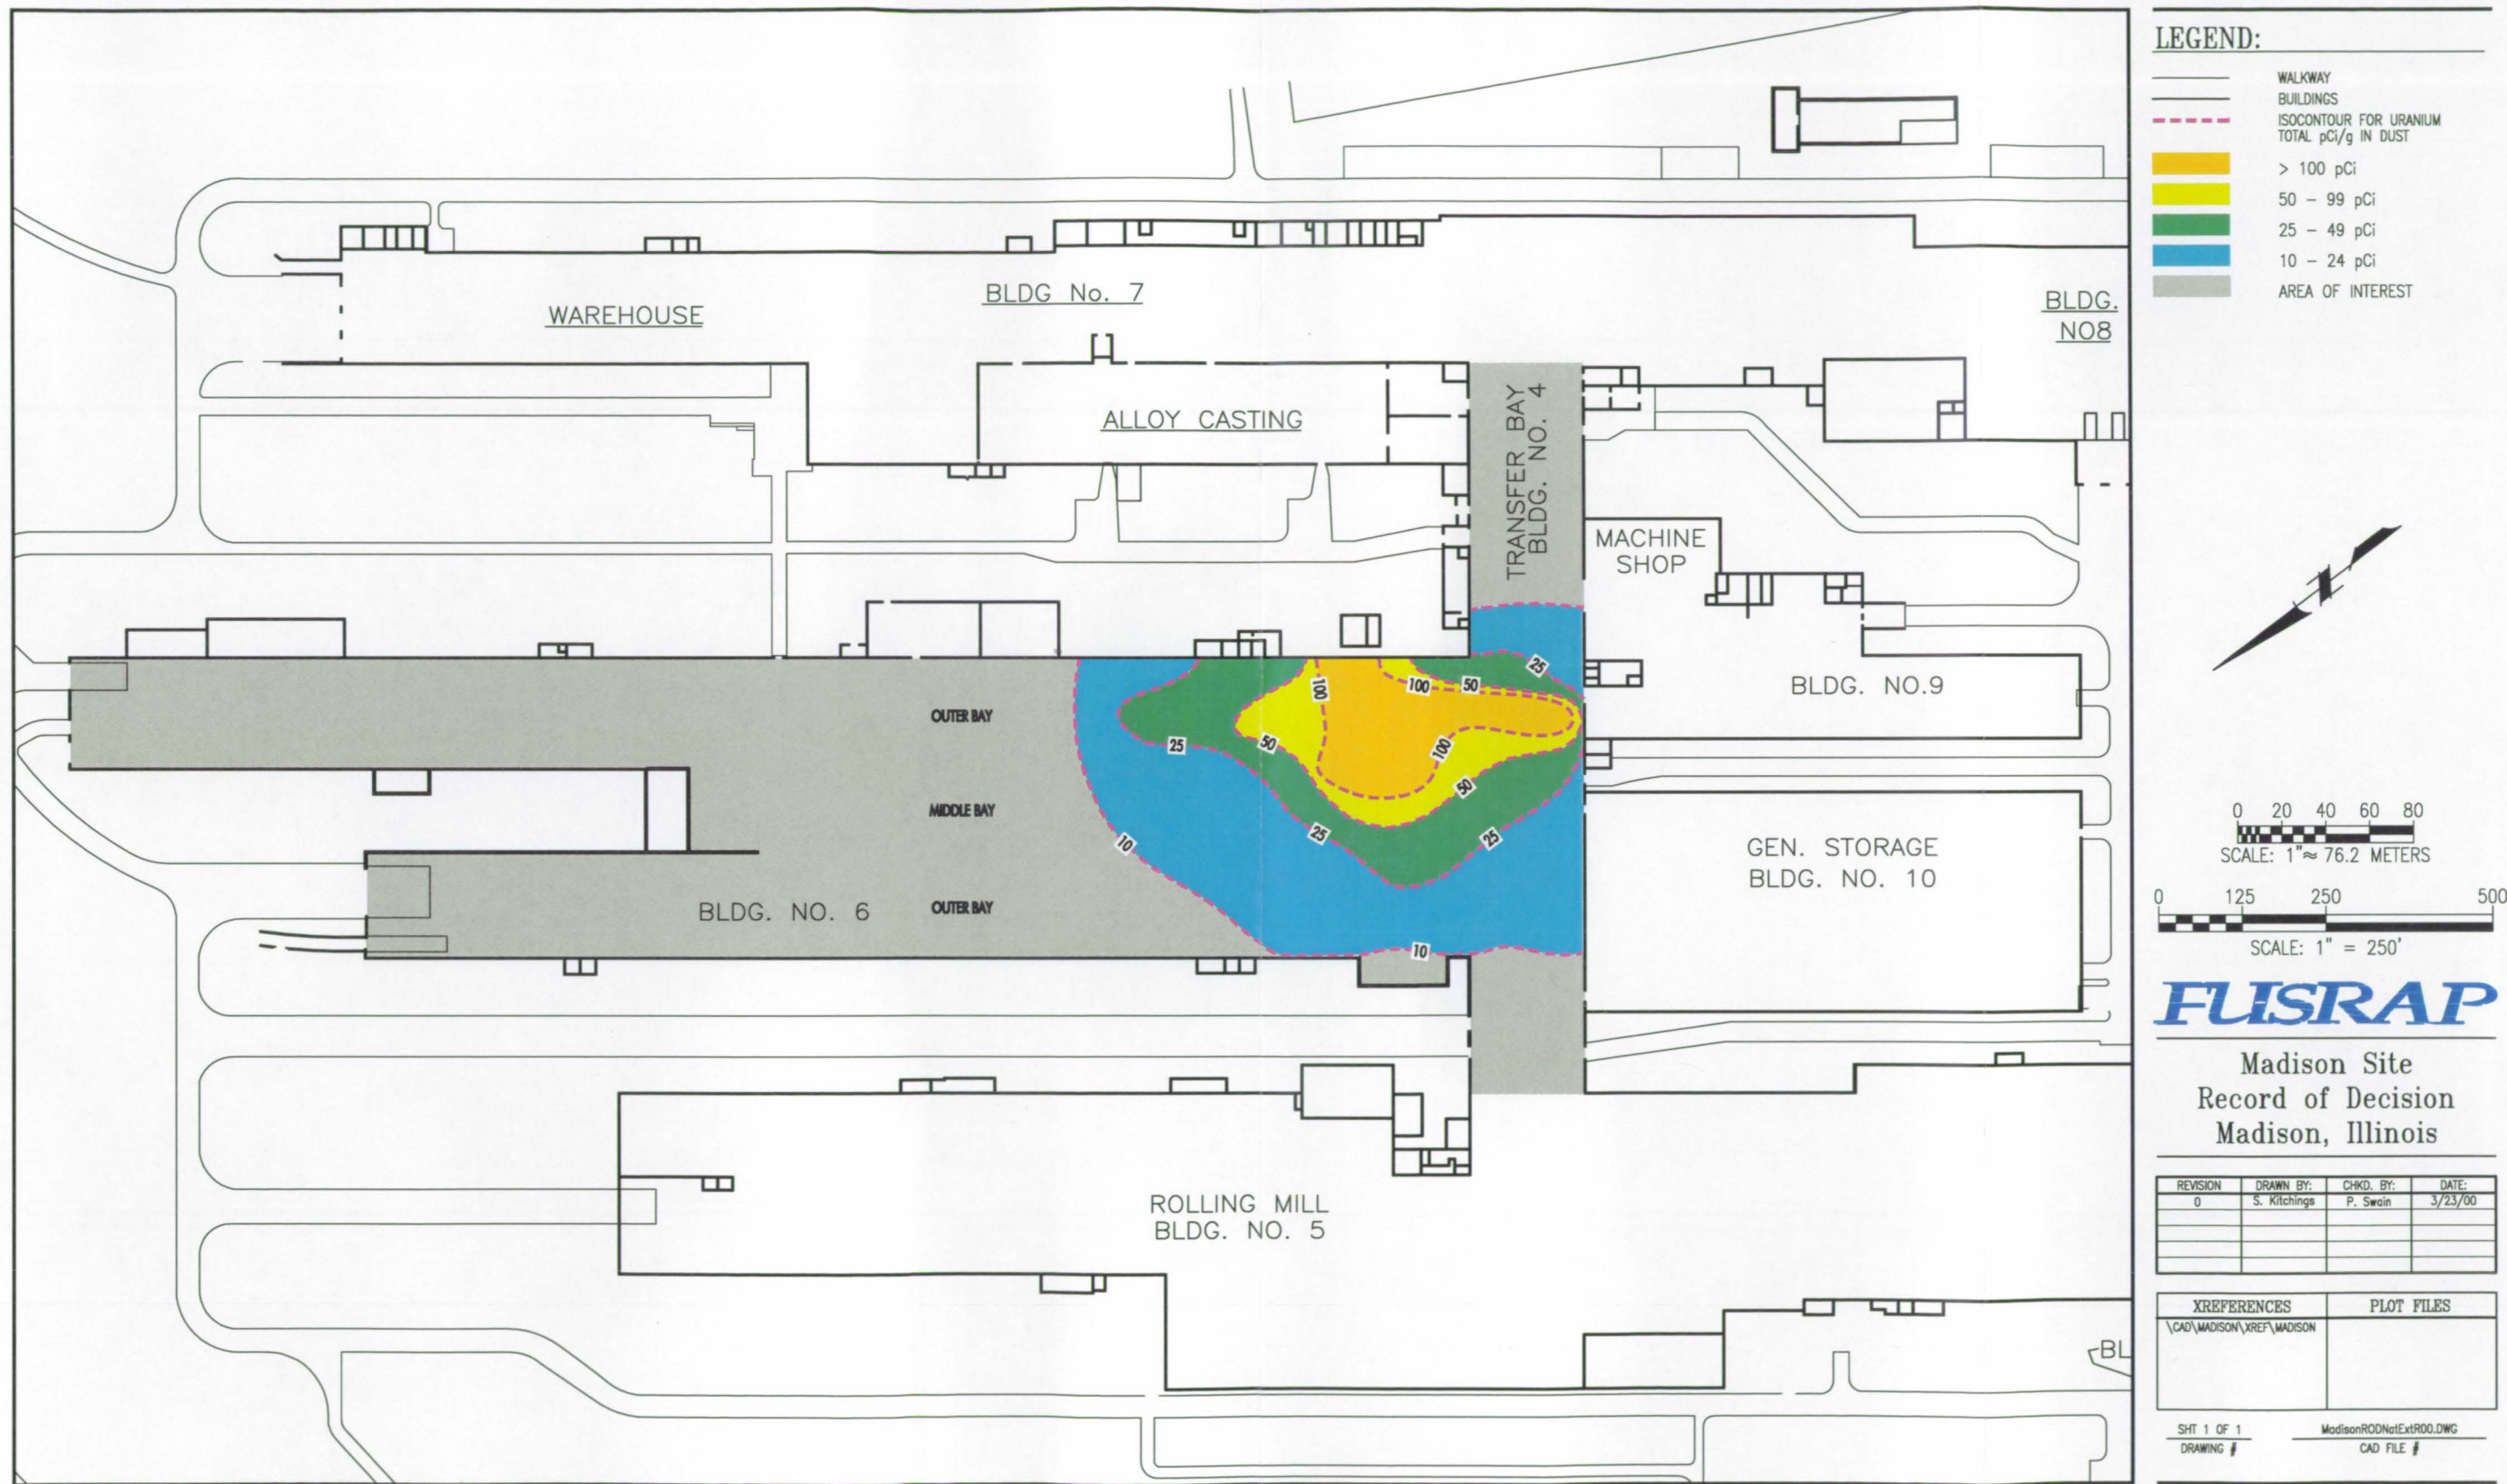 LEGEND:
WALKWAY
BUILDINGS
ISOCONTOUR FOR URANIUM
TOTAL pCi/g IN DUST
> 100 pCi
50 – 99 pCi
25 – 49 pCi
10 – 24 pCi
AREA OF INTEREST
BLDG No. 7
WAREHOUSE
BLDG.
NO8
ALLOY CASTING
TRANSFER BAY
BLDG. NO. 4
MACHINE
SHOP
BLDG. NO.9
OUTER BAY
MIDDLE BAY
OUTER BAY
BLDG. NO. 6
25
100
100
50
25
50
100
50
25
25
10
10
GEN. STORAGE
BLDG. NO. 10
ROLLING MILL
BLDG. NO. 5
BL
0 20 40 60 80
SCALE: 1"≈ 76.2 METERS
0 125 250 500
SCALE: 1" = 250'
FUSRAP
Madison Site
Record of Decision
Madison, Illinois
REVISION DRAWN BY: CHKD. BY: DATE:
0 S. Kitchings P. Swain 3/23/00
XREFERENCES PLOT FILES
\CAD\MADISON\XREF\MADISON
SHT 1 OF 1 MadisonRODNatExtR00.DWG
DRAWING # CAD FILE #